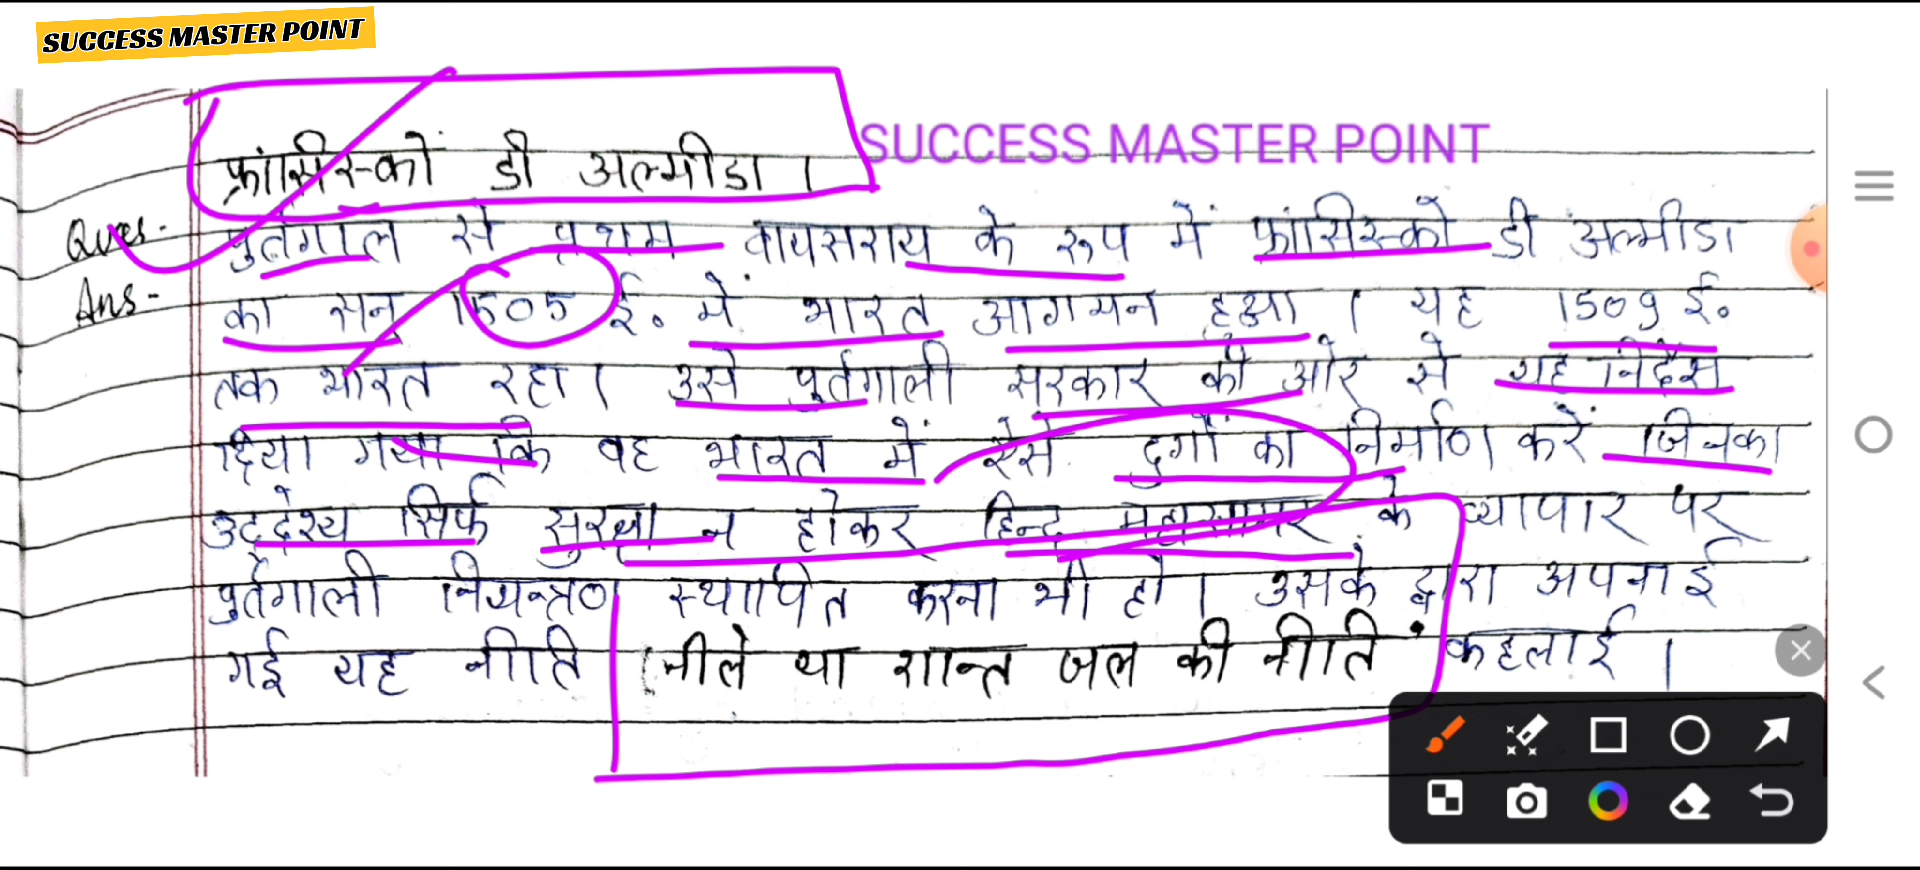 SUCCESS MASTER POINT
SUCCESS MASTER POINT
Ques- फ्रांसिस्को डी अल्मीडा ।
Ans- पुर्तगाल से प्रथम वायसराय के रूप में फ्रांसिस्को डी अल्मीडा
का सन् 1505 ई. में भारत आगमन हुआ । यह 1509 ई.
तक भारत रहा । उसे पुर्तगाली सरकार की ओर से यह निर्देश
दिया गया कि वह भारत में ऐसे दुर्गों का निर्माण करें जिनका
उद्देश्य सिर्फ सुरक्षा न होकर हिन्द महासागर के व्यापार पर
पुर्तगाली नियन्त्रण स्थापित करना भी हो । उसके द्वारा अपनाई
गई यह नीति नीले या शान्त जल की नीति कहलाई ।